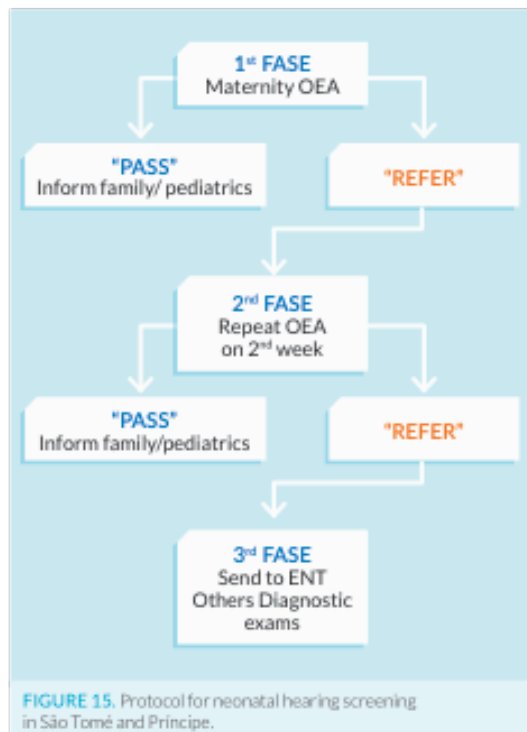 1st FASE
Maternity OEA
"PASS"
Inform family/ pediatrics
"REFER"
2nd FASE
Repeat OEA
on 2nd week
"PASS"
Inform family/pediatrics
"REFER"
3rd FASE
Send to ENT
Others Diagnostic
exams
FIGURE 15. Protocol for neonatal hearing screening
in São Tomé and Príncipe.